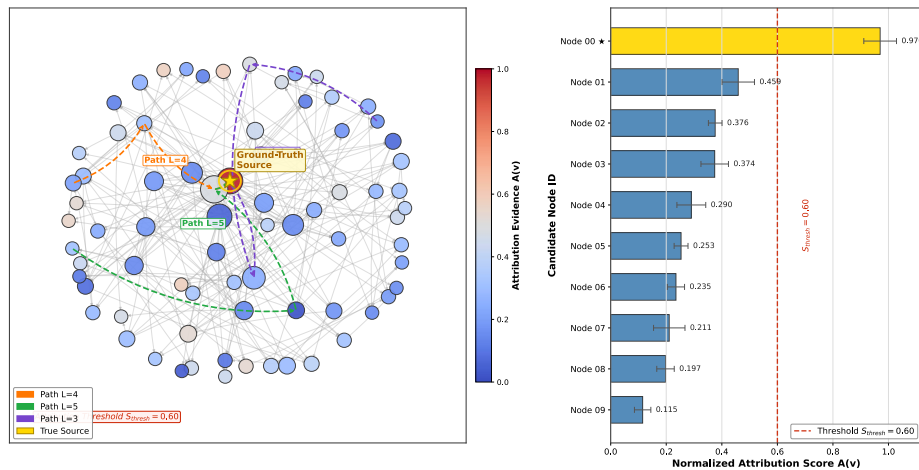 Path L=4
Ground-Truth
Source
Path L=5
Path L=4
Path L=5
Path L=3
True Source
reshold S_thresh = 0.60
1.0
0.8
0.6
0.4
0.2
0.0
Attribution Evidence A(v)
Candidate Node ID
Node 00 ★
0.970
Node 01
0.459
Node 02
0.376
Node 03
0.374
Node 04
0.290
Node 05
0.253
Node 06
0.235
Node 07
0.211
Node 08
0.197
Node 09
0.115
S_thresh = 0.60
Threshold S_thresh = 0.60
0.0 0.2 0.4 0.6 0.8 1.0
Normalized Attribution Score A(v)